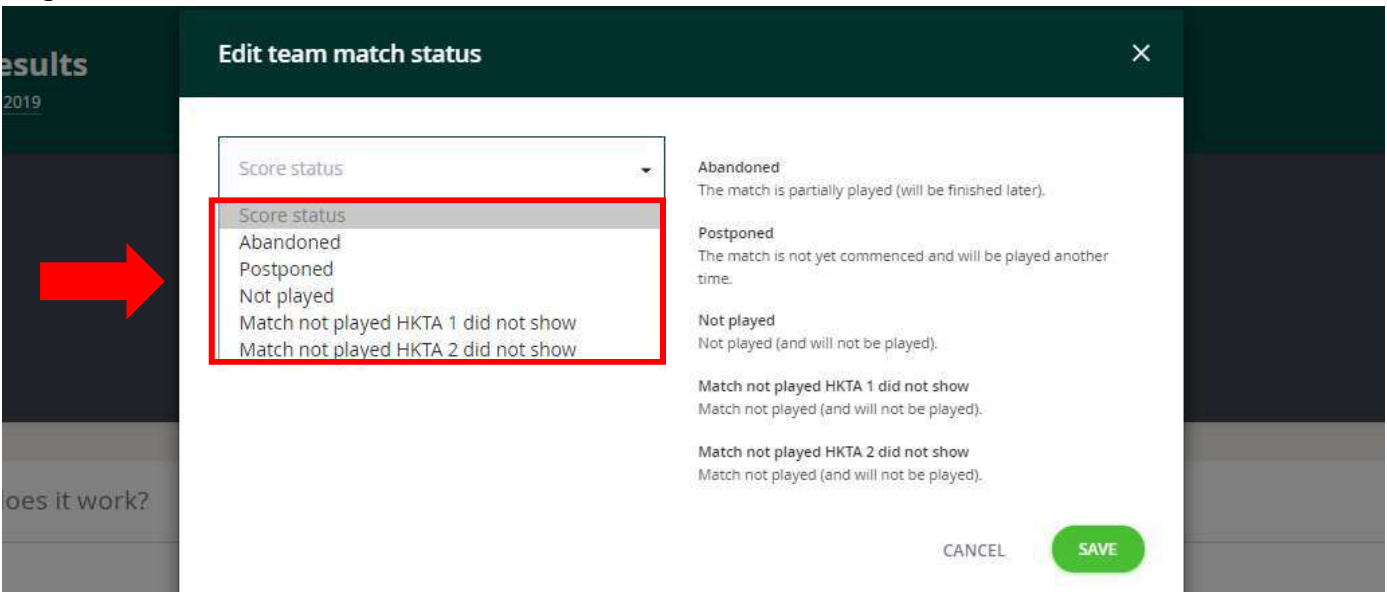 Edit team match status
2019
Score status
Score status
Abandoned
Postponed
Not played
Match not played HKTA 1 did not show
Match not played HKTA 2 did not show
Abandoned
The match is partially played (will be finished later).
Postponed
The match is not yet commenced and will be played another
time.
Not played
Not played (and will not be played).
Match not played HKTA 1 did not show
Match not played (and will not be played).
Match not played HKTA 2 did not show
Match not played (and will not be played).
it work?
CANCEL
SAVE